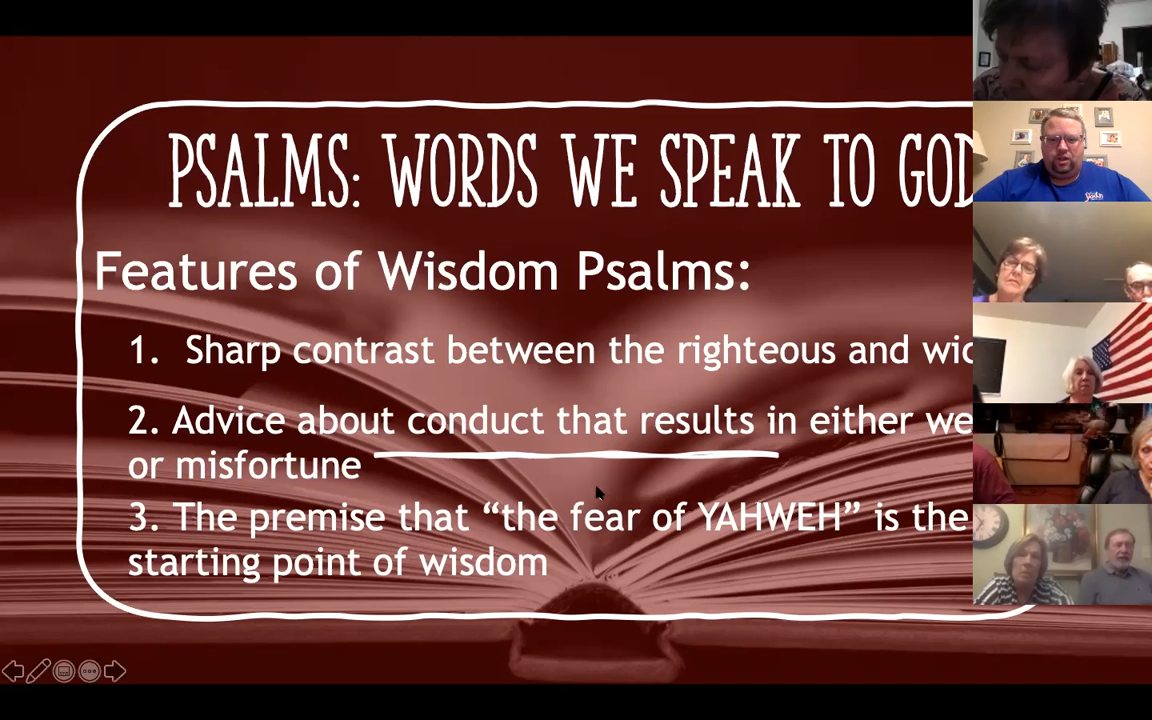 PSALMS: WORDS WE SPEAK TO GOD
Features of Wisdom Psalms:
1. Sharp contrast between the righteous and wic
2. Advice about conduct that results in either we
or misfortune
3. The premise that “the fear of YAHWEH” is the
starting point of wisdom